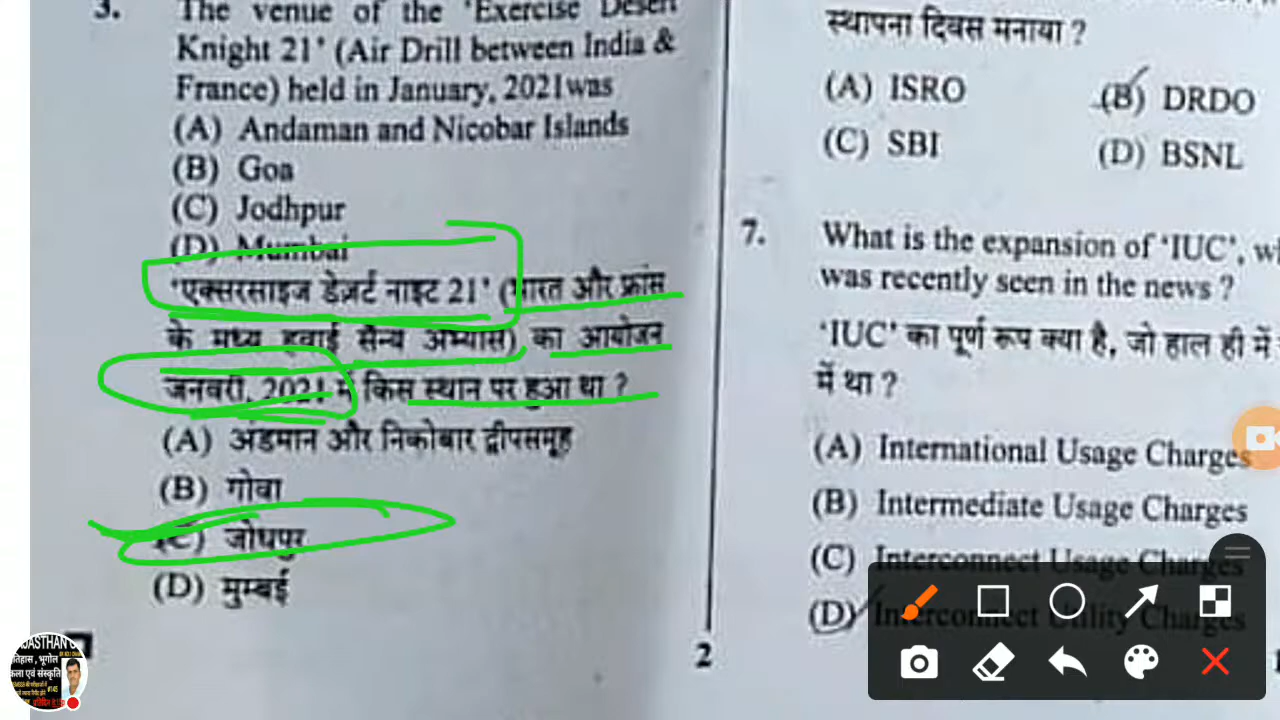 3. The venue of the 'Exercise Desert
Knight 21' (Air Drill between India &
France) held in January, 2021 was
(A) Andaman and Nicobar Islands
(B) Goa
(C) Jodhpur
(D) Mumbai
'एक्सरसाइज डेज़र्ट नाइट 21' (भारत और फ्रांस
के मध्य हवाई सैन्य अभ्यास) का आयोजन
जनवरी, 2021 में किस स्थान पर हुआ था ?
(A) अंडमान और निकोबार द्वीपसमूह
(B) गोवा
(C) जोधपुर
(D) मुम्बई
2
स्थापना दिवस मनाया ?
(A) ISRO
(B) DRDO
(C) SBI
(D) BSNL
7. What is the expansion of 'IUC',
was recently seen in the news ?
'IUC' का पूर्ण रूप क्या है, जो हाल ही में
में था ?
(A) International Usage Charges
(B) Intermediate Usage Charges
(C) Interconnect Usage Charges
(D) Interconnect Utility Charges